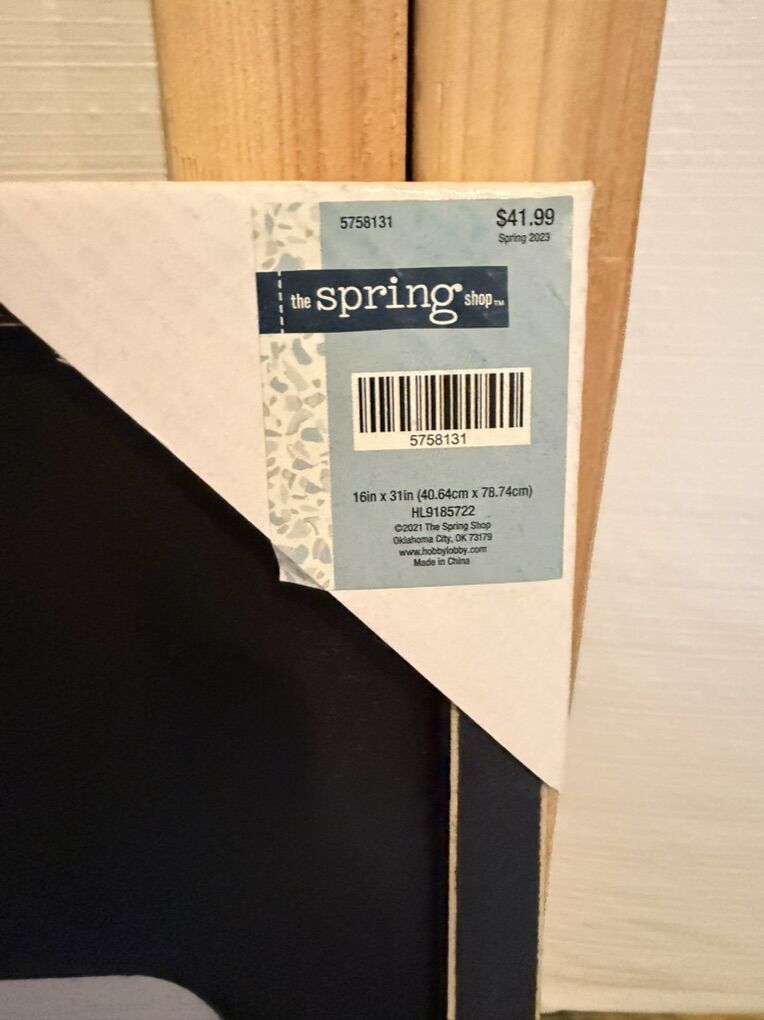 5758131 $41.99
Spring 2023
the spring shop™
5758131
16in x 31in (40.64cm x 78.74cm)
HL9185722
©2021 The Spring Shop
Oklahoma City, OK 73179
www.hobbylobby.com
Made in China